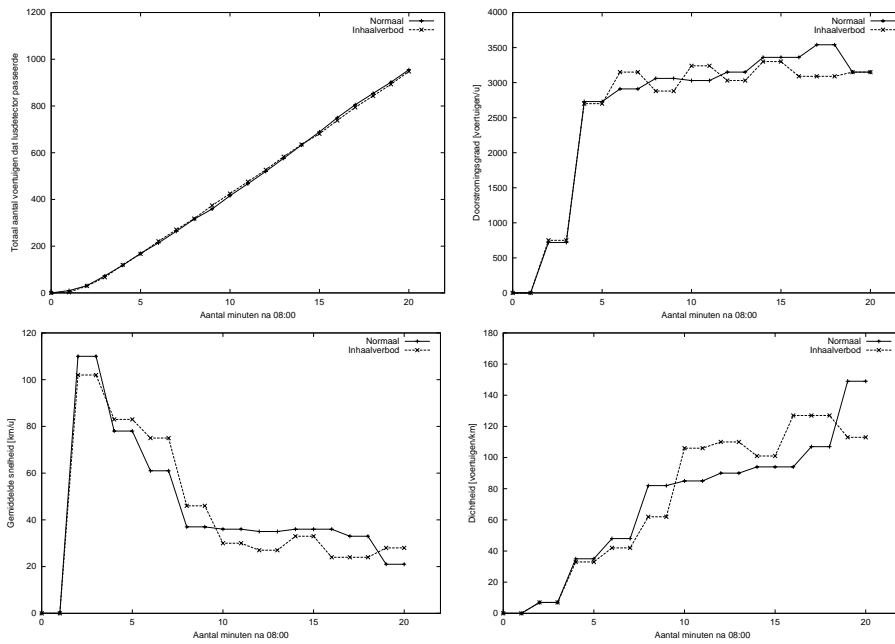 Normaal
Inhaalverbod
1200
1000
800
600
400
200
0
Totaal aantal voertuigen dat lusdetector passeerde
0 5 10 15 20
Aantal minuten na 08:00
Normaal
Inhaalverbod
4000
3500
3000
2500
2000
1500
1000
500
0
Doorstromingsgraad [voertuigen/u]
0 5 10 15 20
Aantal minuten na 08:00
Normaal
Inhaalverbod
120
100
80
60
40
20
0
Gemiddelde snelheid [km/u]
0 5 10 15 20
Aantal minuten na 08:00
Normaal
Inhaalverbod
180
160
140
120
100
80
60
40
20
0
Dichtheid [voertuigen/km]
0 5 10 15 20
Aantal minuten na 08:00